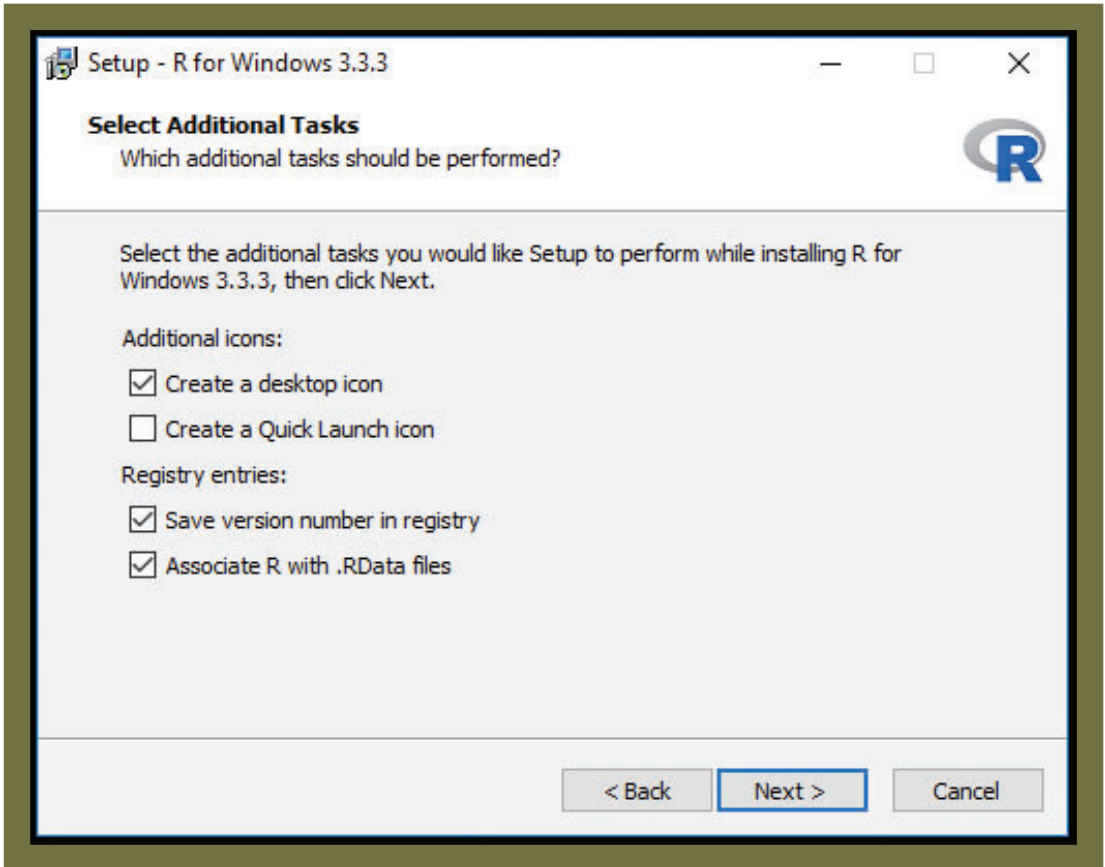 Setup - R for Windows 3.3.3
Select Additional Tasks
Which additional tasks should be performed?
R
Select the additional tasks you would like Setup to perform while installing R for
Windows 3.3.3, then click Next.
Additional icons:
Create a desktop icon
Create a Quick Launch icon
Registry entries:
Save version number in registry
Associate R with .RData files
< Back Next > Cancel